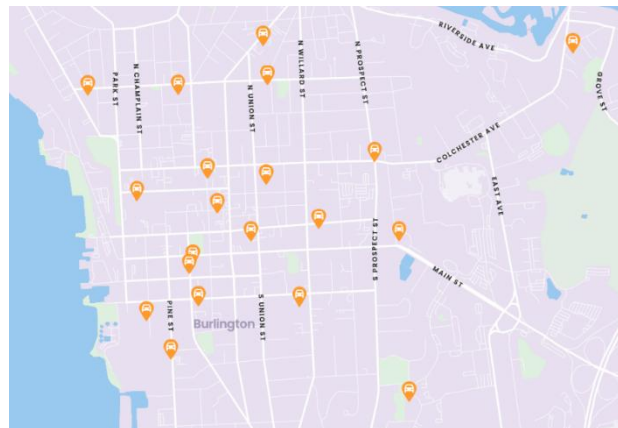 RIVERSIDE AVE
N WILLARD ST
N PROSPECT ST
N CHAMPLAIN ST
PARK ST
GROVE ST
N UNION ST
COLCHESTER AVE
EAST AVE
S PROSPECT ST
MAIN ST
PINE ST
S UNION ST
Burlington